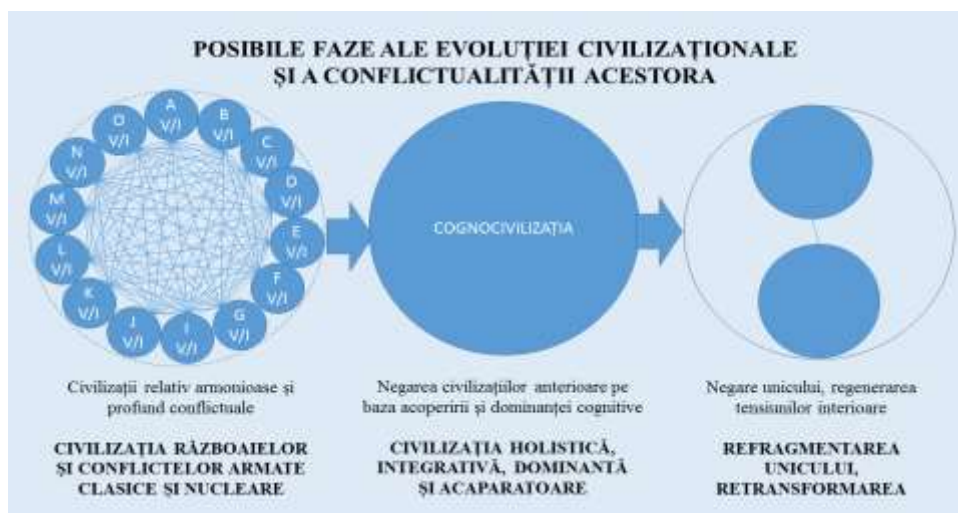 POSIBILE FAZE ALE EVOLUȚIEI CIVILIZAȚIONALE
ȘI A CONFLICTUALITĂȚII ACESTORA
A
V/I
B
V/I
C
V/I
D
V/I
E
V/I
F
V/I
G
V/I
I
V/I
J
V/I
K
V/I
L
V/I
M
V/I
N
V/I
O
V/I
COGNOCIVILIZAȚIA
Civilizații relativ armonioase și
profund conflictuale
CIVILIZAȚIA RĂZBOAIELOR
ȘI CONFLICTELOR ARMATE
CLASICE ȘI NUCLEARE
Negarea civilizațiilor anterioare pe
baza acoperirii și dominanței cognitive
CIVILIZAȚIA HOLISTICĂ,
INTEGRATIVĂ, DOMINANTĂ
ȘI ACAPARATOARE
Negare unicului, regenerarea
tensiunilor interioare
REFRAGMENTAREA
UNICULUI,
RETRANSFORMAREA